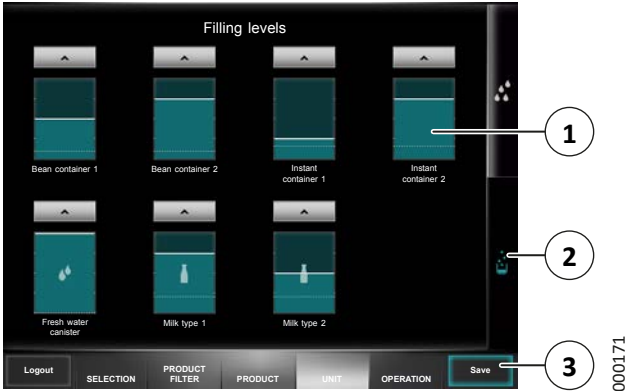 Filling levels
Bean container 1
Bean container 2
Instant
container 1
Instant
container 2
1
2
Fresh water
canister
Milk type 1
Milk type 2
Logout
SELECTION
PRODUCT
FILTER
PRODUCT
UNIT
OPERATION
Save
3
000171